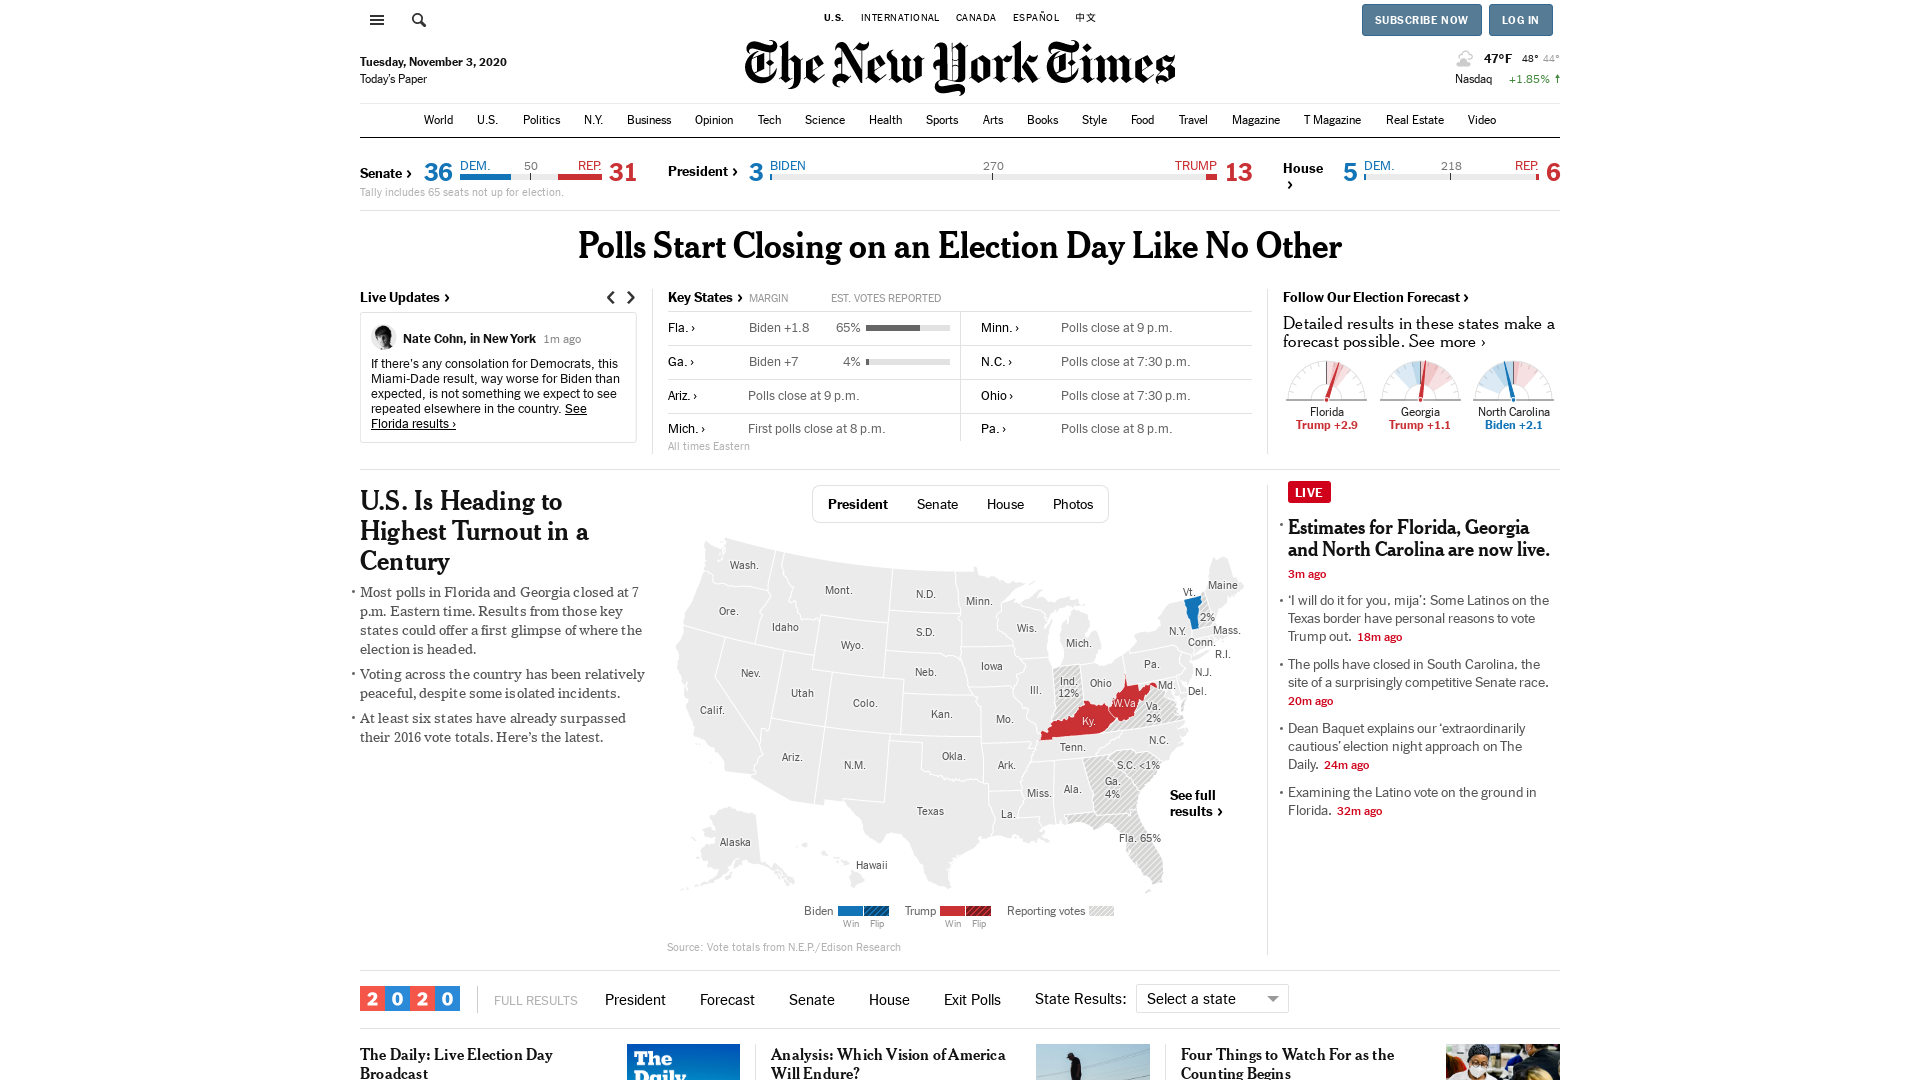 U.S. INTERNATIONAL CANADA ESPAÑOL 中文
SUBSCRIBE NOW LOG IN
Tuesday, November 3, 2020
Today's Paper
The New York Times
47°F 48° 44°
Nasdaq +1.85% ↑
World U.S. Politics N.Y. Business Opinion Tech Science Health Sports Arts Books Style Food Travel Magazine T Magazine Real Estate Video
Senate › 36 DEM. 50 REP. 31
Tally includes 65 seats not up for election.
President › 3 BIDEN 270 TRUMP 13
House › 5 DEM. 218 REP. 6
Polls Start Closing on an Election Day Like No Other
Live Updates ›
Nate Cohn, in New York 1m ago
If there's any consolation for Democrats, this
Miami-Dade result, way worse for Biden than
expected, is not something we expect to see
repeated elsewhere in the country. See
Florida results ›
Key States › MARGIN EST. VOTES REPORTED
Fla. › Biden +1.8 65%
Ga. › Biden +7 4%
Ariz. › Polls close at 9 p.m.
Mich. › First polls close at 8 p.m.
All times Eastern
Minn. › Polls close at 9 p.m.
N.C. › Polls close at 7:30 p.m.
Ohio › Polls close at 7:30 p.m.
Pa. › Polls close at 8 p.m.
Follow Our Election Forecast ›
Detailed results in these states make a
forecast possible. See more ›
Florida Georgia North Carolina
Trump +2.9 Trump +1.1 Biden +2.1
U.S. Is Heading to
Highest Turnout in a
Century
• Most polls in Florida and Georgia closed at 7
p.m. Eastern time. Results from those key
states could offer a first glimpse of where the
election is headed.
• Voting across the country has been relatively
peaceful, despite some isolated incidents.
• At least six states have already surpassed
their 2016 vote totals. Here's the latest.
President Senate House Photos
Wash.
Maine
Mont.
Vt.
N.D.
Minn.
Ore.
2%
Idaho
S.D.
Wis.
N.Y.
Mass.
Wyo.
Mich.
Conn.
R.I.
Iowa
Pa.
Nev.
Neb.
N.J.
Ind.
12%
Ohio
Md.
Utah
Ill.
Del.
Colo.
W.Va.
Va.
2%
Calif.
Kan.
Mo.
Ky.
N.C.
Tenn.
Ariz.
N.M.
Okla.
Ark.
S.C. <1%
Ga.
4%
Miss.
Ala.
See full
results ›
Texas
La.
Fla. 65%
Alaska
Hawaii
Biden Trump Reporting votes
Win Flip Win Flip
Source: Vote totals from N.E.P./Edison Research
LIVE
• Estimates for Florida, Georgia
and North Carolina are now live.
3m ago
• ‘I will do it for you, mija’: Some Latinos on the
Texas border have personal reasons to vote
Trump out. 18m ago
• The polls have closed in South Carolina, the
site of a surprisingly competitive Senate race.
20m ago
• Dean Baquet explains our ‘extraordinarily
cautious’ election night approach on The
Daily. 24m ago
• Examining the Latino vote on the ground in
Florida. 32m ago
2020 FULL RESULTS President Forecast Senate House Exit Polls State Results: Select a state
The Daily: Live Election Day
Broadcast
The
Daily
Analysis: Which Vision of America
Will Endure?
Four Things to Watch For as the
Counting Begins